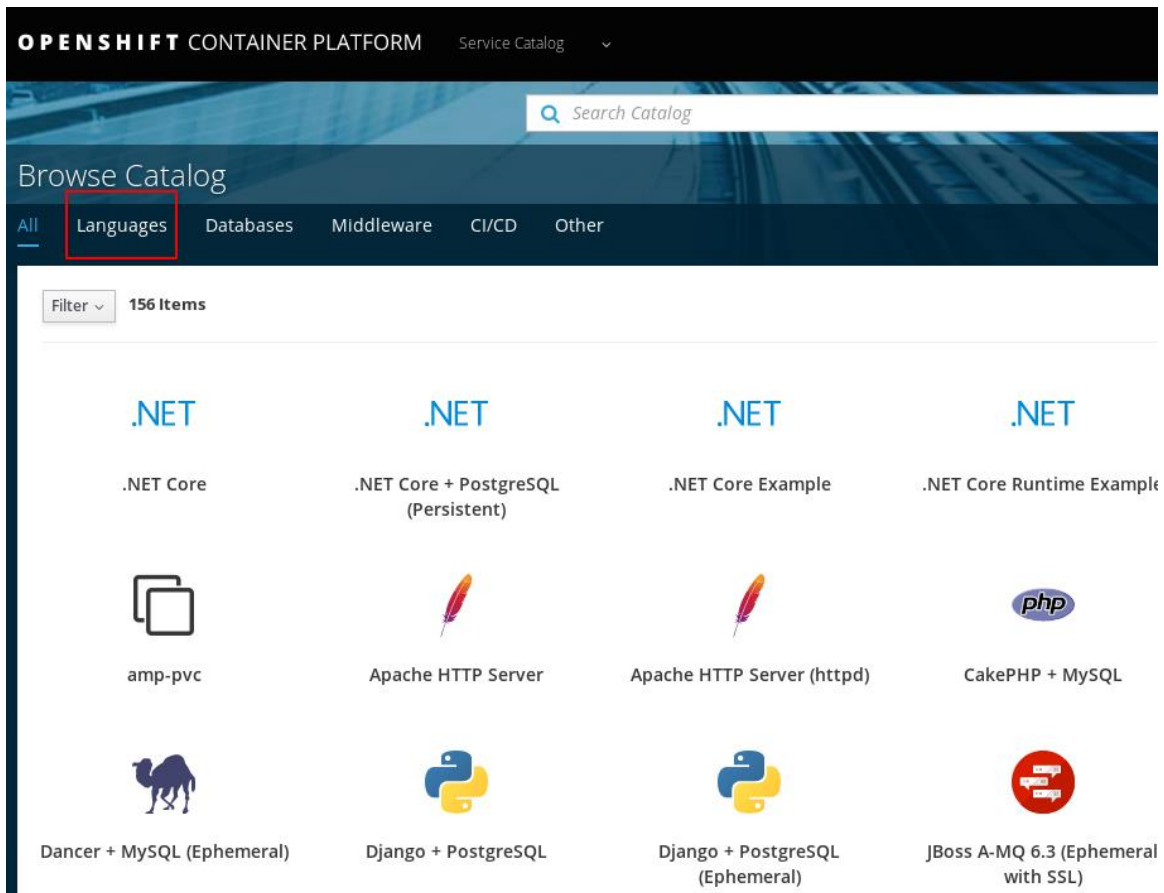 OPENSHIFT CONTAINER PLATFORM Service Catalog
Search Catalog
Browse Catalog
All Languages Databases Middleware CI/CD Other
Filter 156 Items
.NET .NET .NET .NET
.NET Core .NET Core + PostgreSQL .NET Core Example .NET Core Runtime Example
(Persistent)
php
amp-pvc Apache HTTP Server Apache HTTP Server (httpd) CakePHP + MySQL
Dancer + MySQL (Ephemeral) Django + PostgreSQL Django + PostgreSQL JBoss A-MQ 6.3 (Ephemeral
(Ephemeral) with SSL)